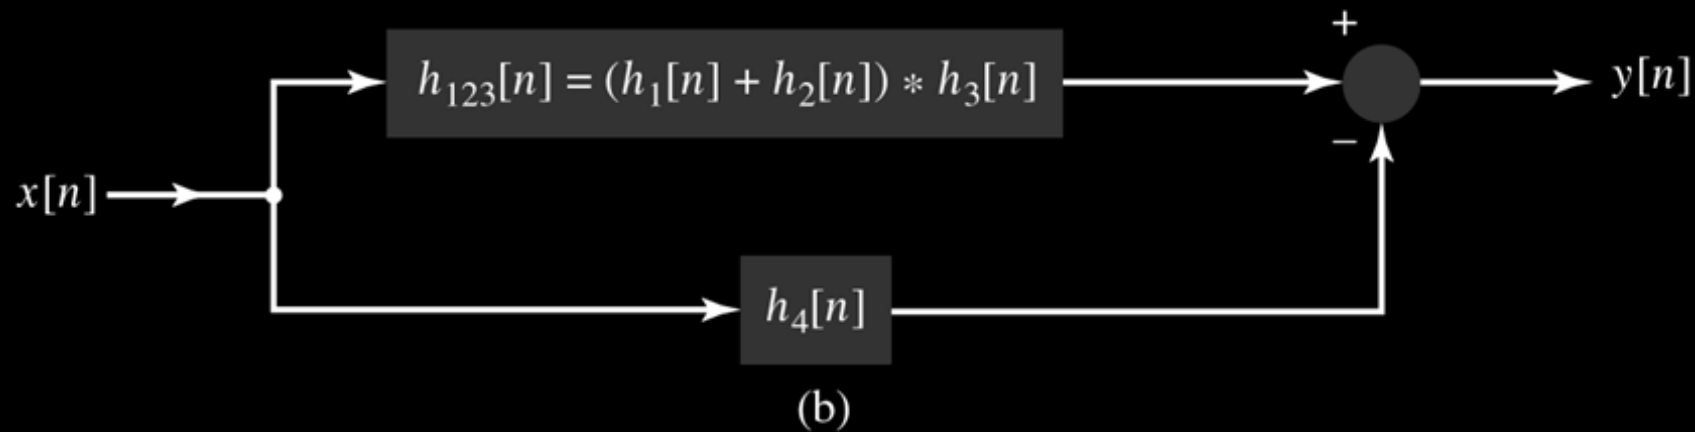 +
h₁₂₃[n] = (h₁[n] + h₂[n]) * h₃[n]
y[n]
−
x[n]
h₄[n]
(b)